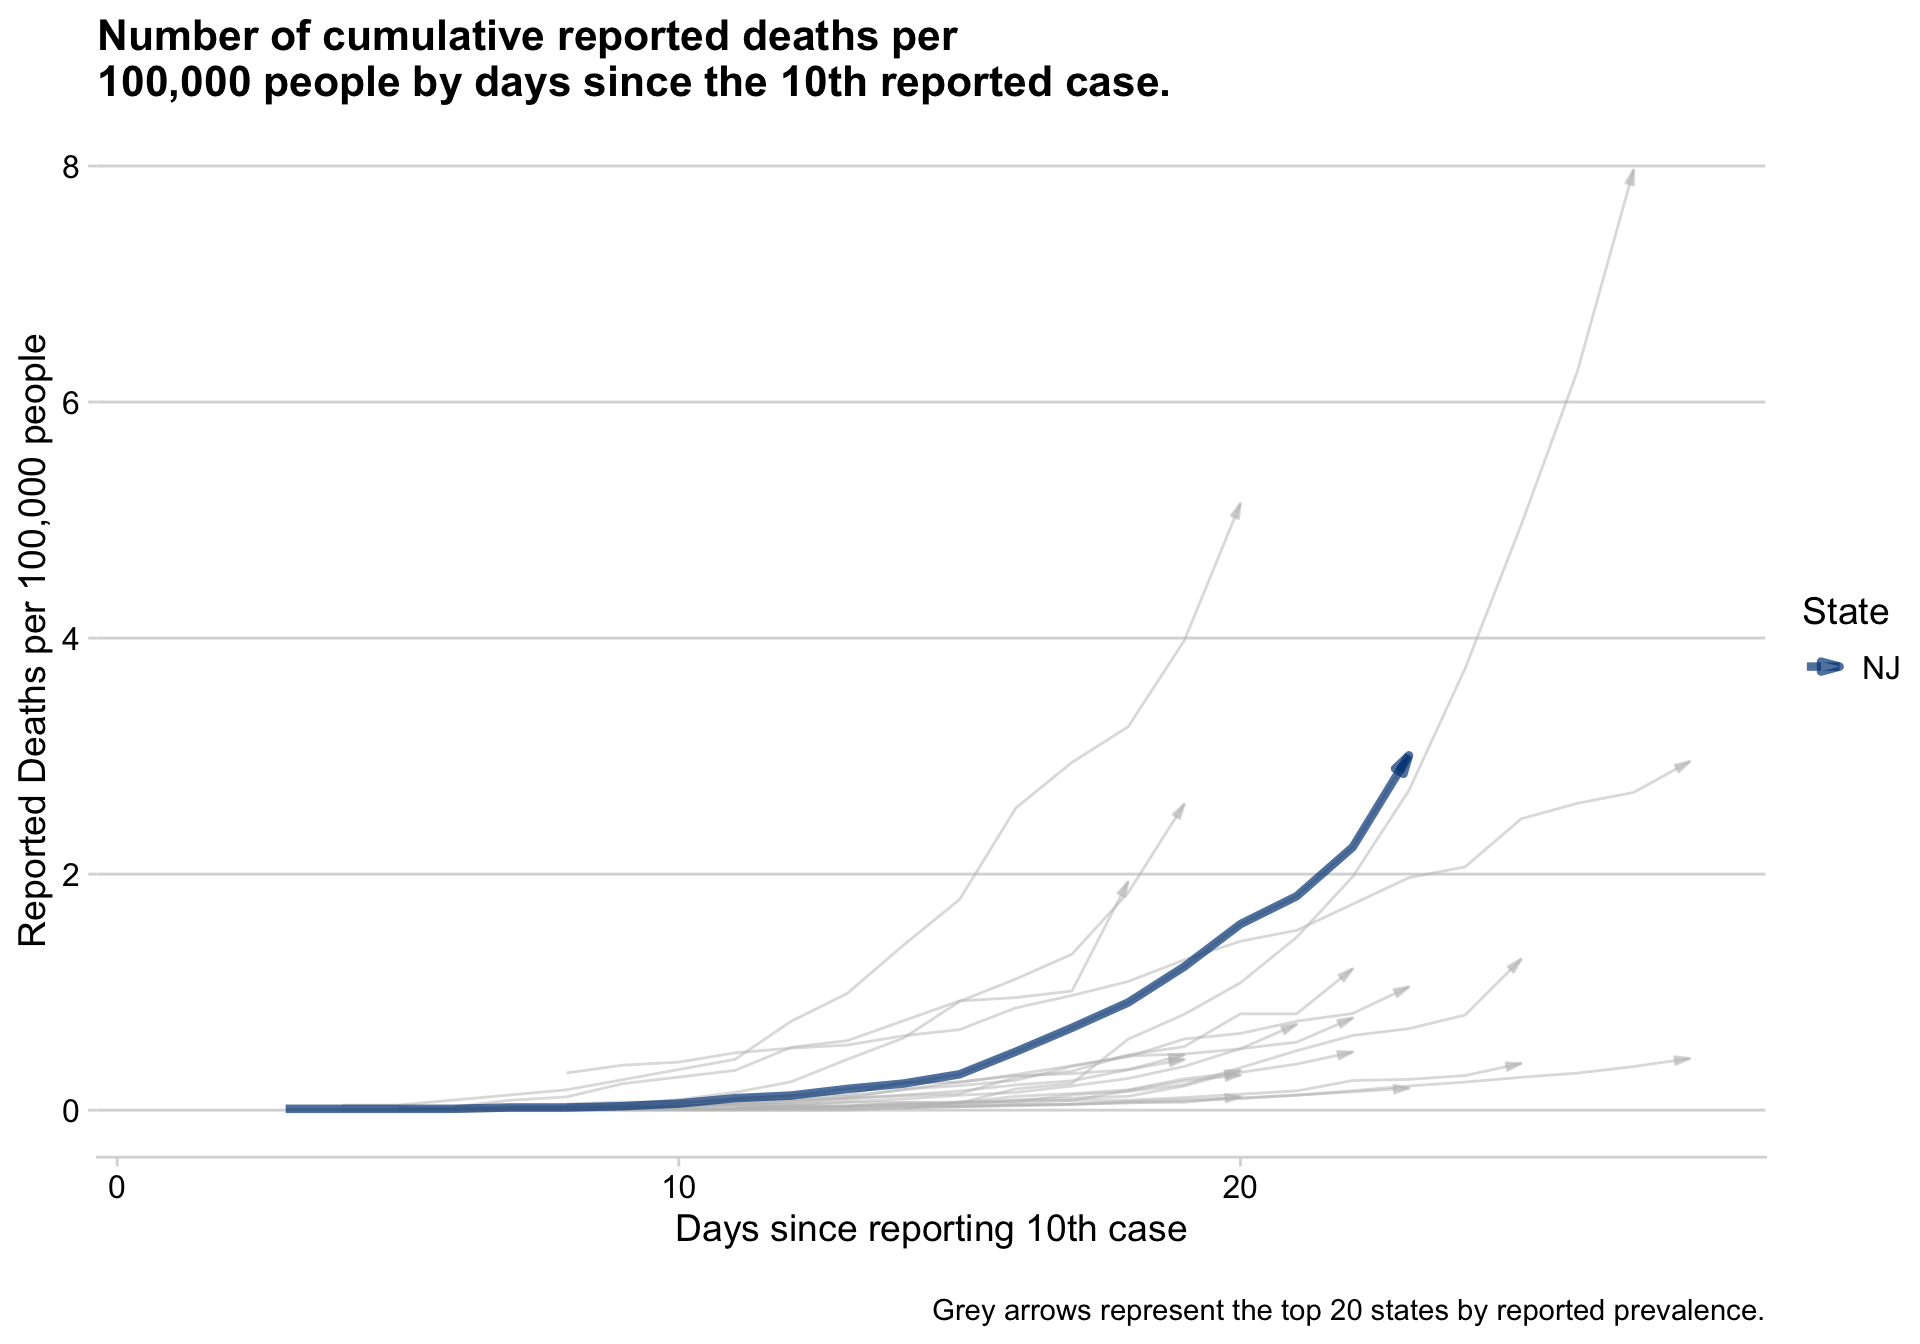 Number of cumulative reported deaths per
100,000 people by days since the 10th reported case.
Reported Deaths per 100,000 people
8
6
4
2
0
0
10
20
Days since reporting 10th case
State
NJ
Grey arrows represent the top 20 states by reported prevalence.